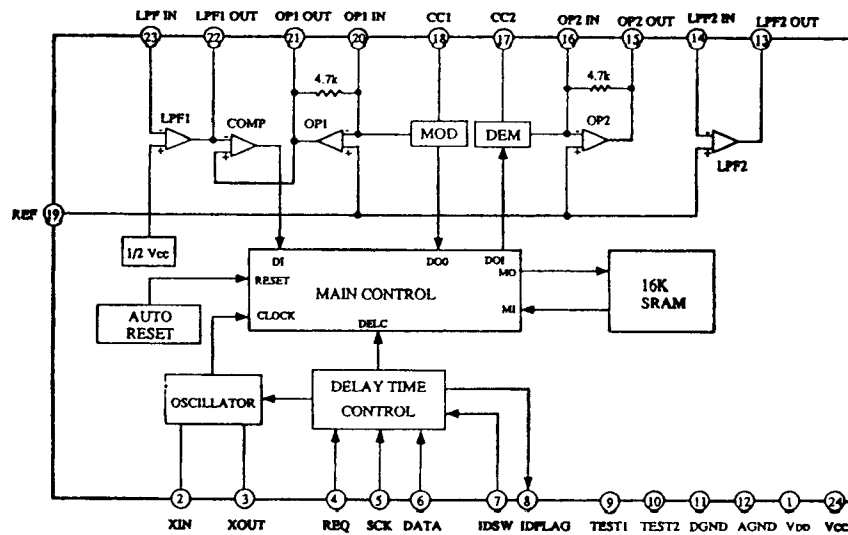 LPF IN LPF1 OUT OP1 OUT OP1 IN CC1 CC2 OP2 IN OP2 OUT LPF2 IN LPF2 OUT
23 22 21 20 18 17 16 15 14 13
4.7k 4.7k
LPF1 COMP OP1 MOD DEM OP2 LPF2
- + - + - + - + - +
REF 19
1/2 Vcc
DI DO0 DO1
RESET MO
MAIN CONTROL
16K
SRAM
AUTO
RESET
CLOCK MI
DELC
OSCILLATOR
DELAY TIME
CONTROL
2 3 4 5 6 7 8 9 10 11 12 1 24
XIN XOUT REQ SCK DATA IDSW IDFLAG TEST1 TEST2 DGND AGND VDD VCC